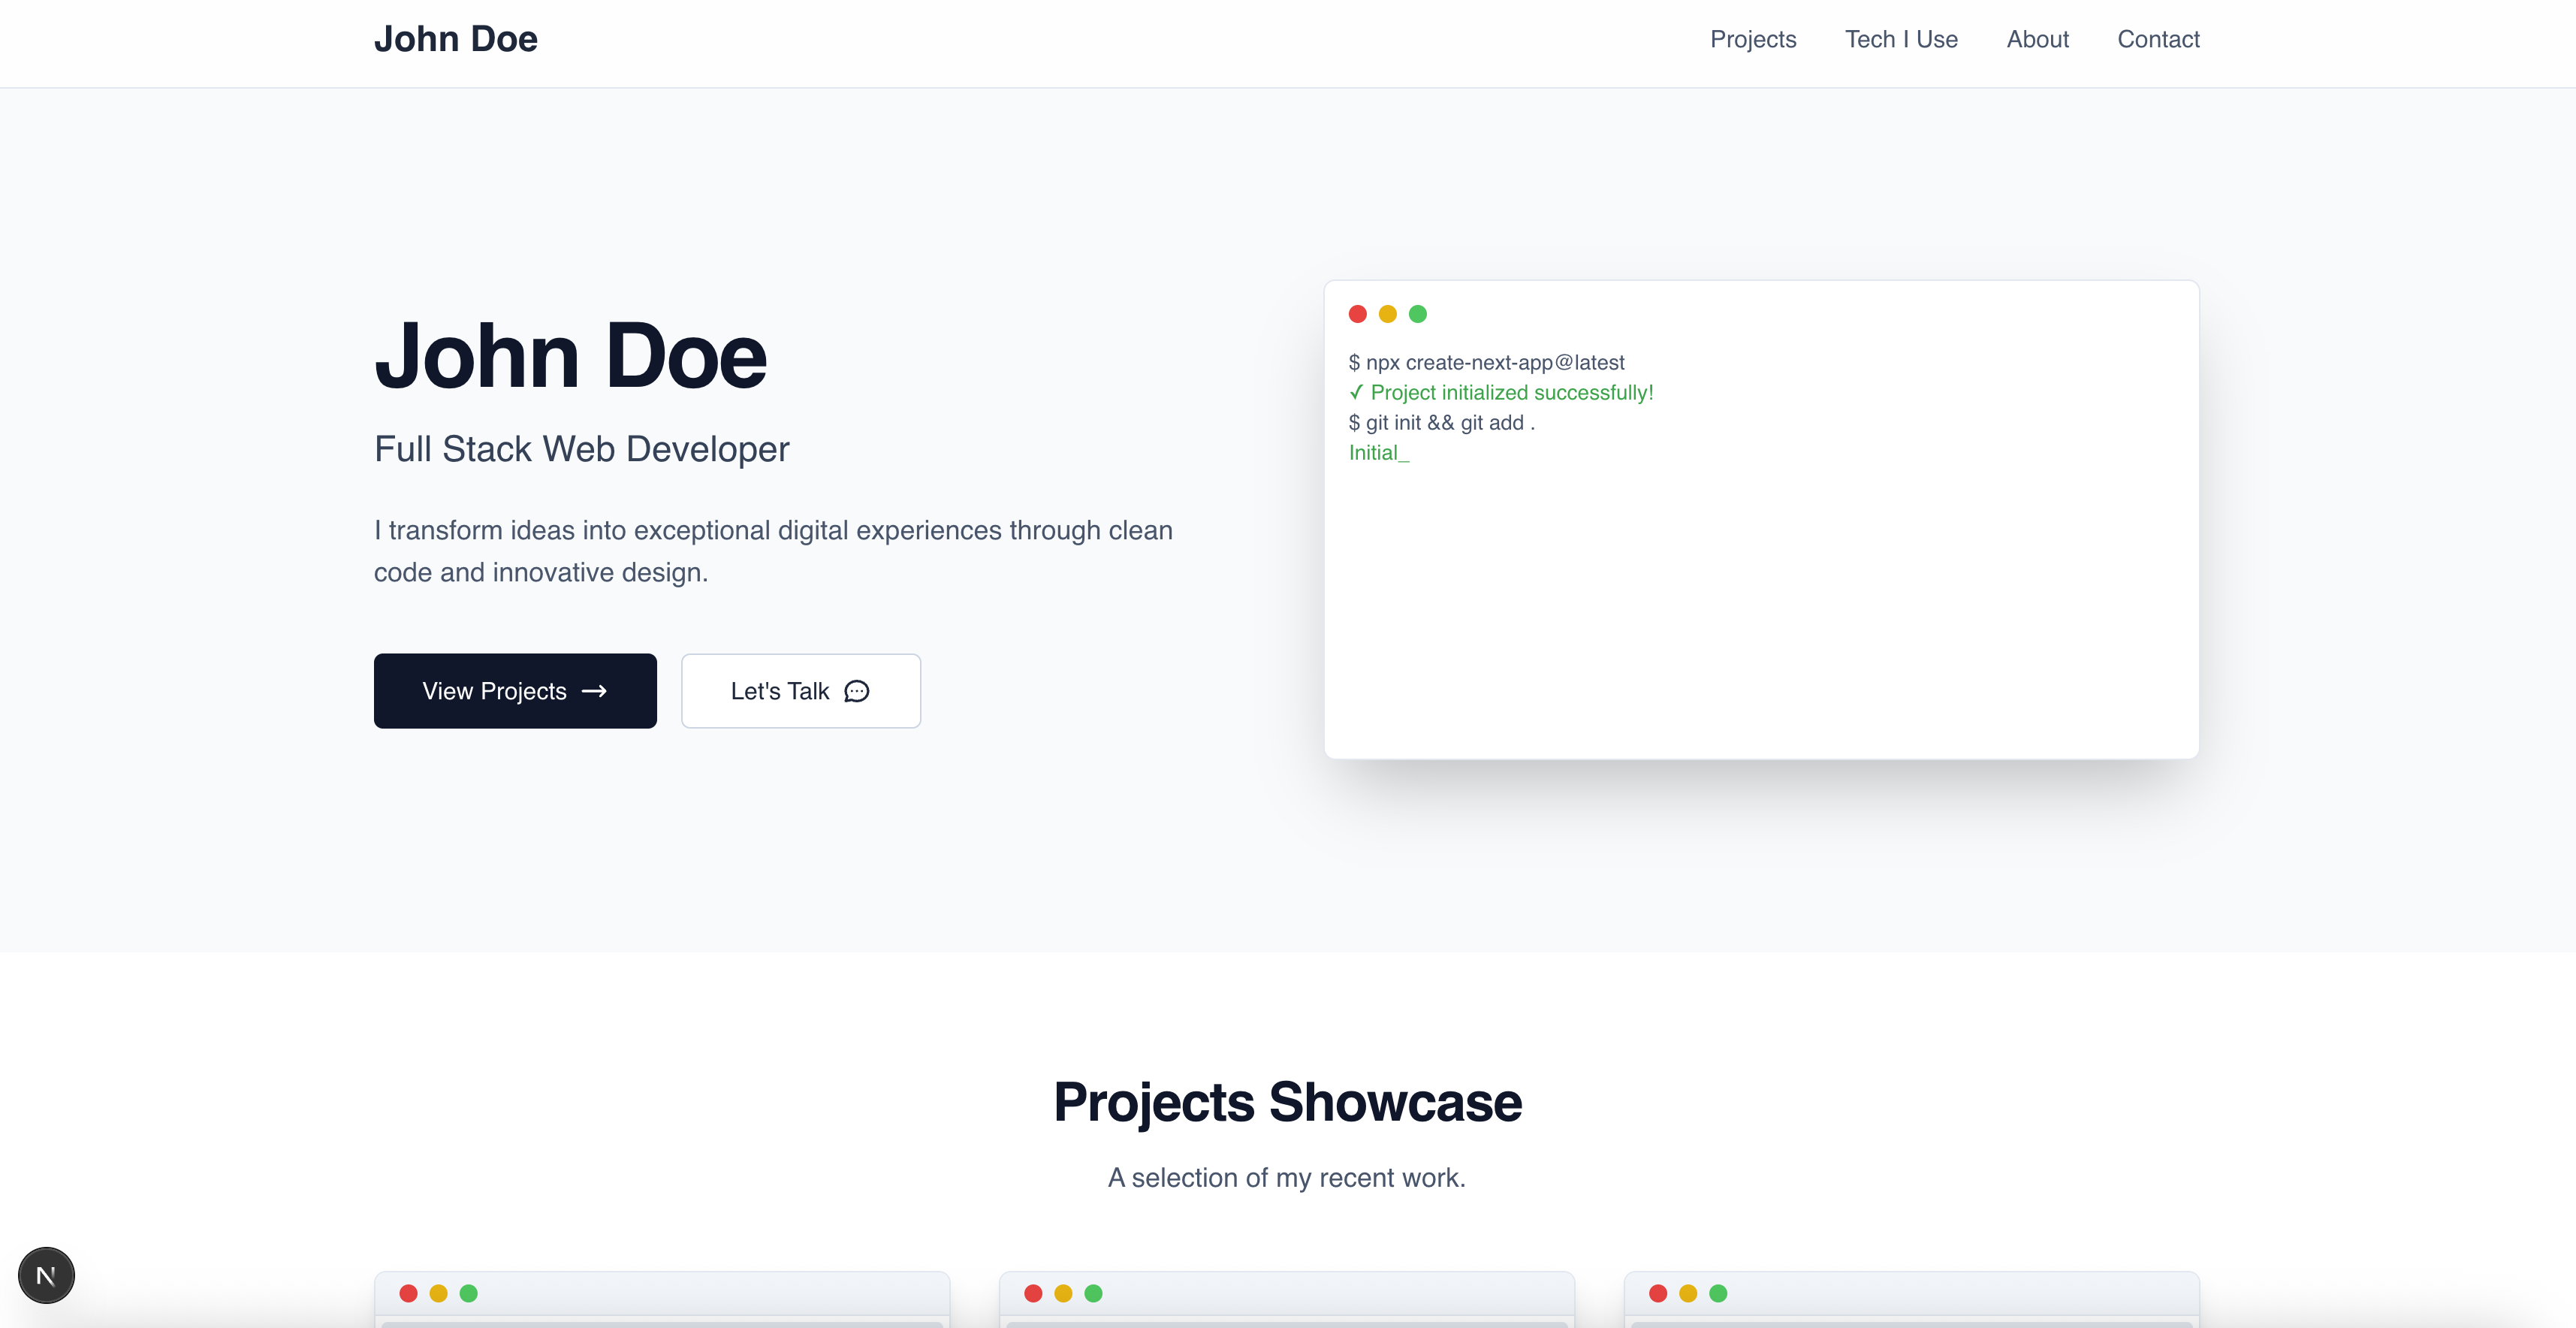 John Doe
Projects
Tech I Use
About
Contact
John Doe
Full Stack Web Developer
I transform ideas into exceptional digital experiences through clean
code and innovative design.
View Projects →
Let's Talk
$ npx create-next-app@latest
✓ Project initialized successfully!
$ git init && git add .
Initial_
Projects Showcase
A selection of my recent work.
N